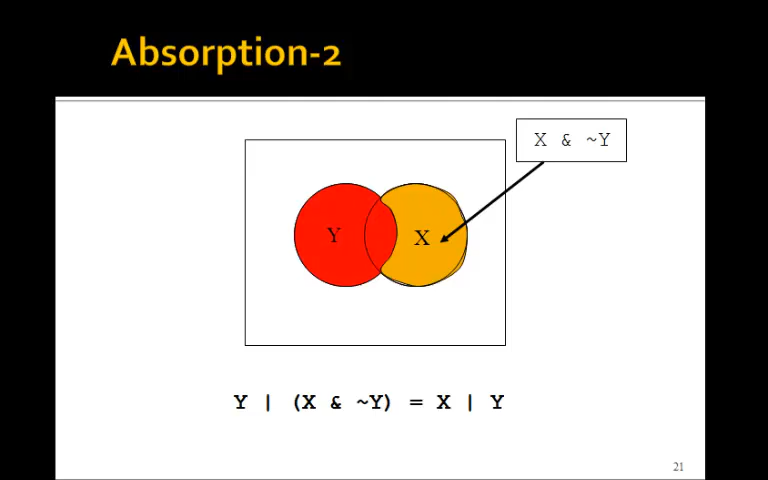 Absorption-2
X & ~Y
Y
X
Y | (X & ~Y) = X | Y
21